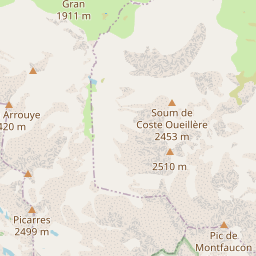 Gran
1911 m
Soum de
Coste Oueillère
2453 m
Arrouye
420 m
2510 m
Picarres
2499 m
Pic de
Montfaucon